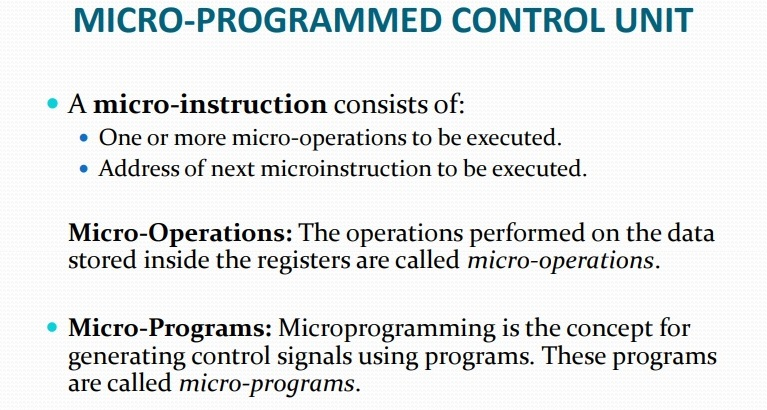 MICRO-PROGRAMMED CONTROL UNIT
• A micro-instruction consists of:
• One or more micro-operations to be executed.
• Address of next microinstruction to be executed.
Micro-Operations: The operations performed on the data
stored inside the registers are called micro-operations.
• Micro-Programs: Microprogramming is the concept for
generating control signals using programs. These programs
are called micro-programs.